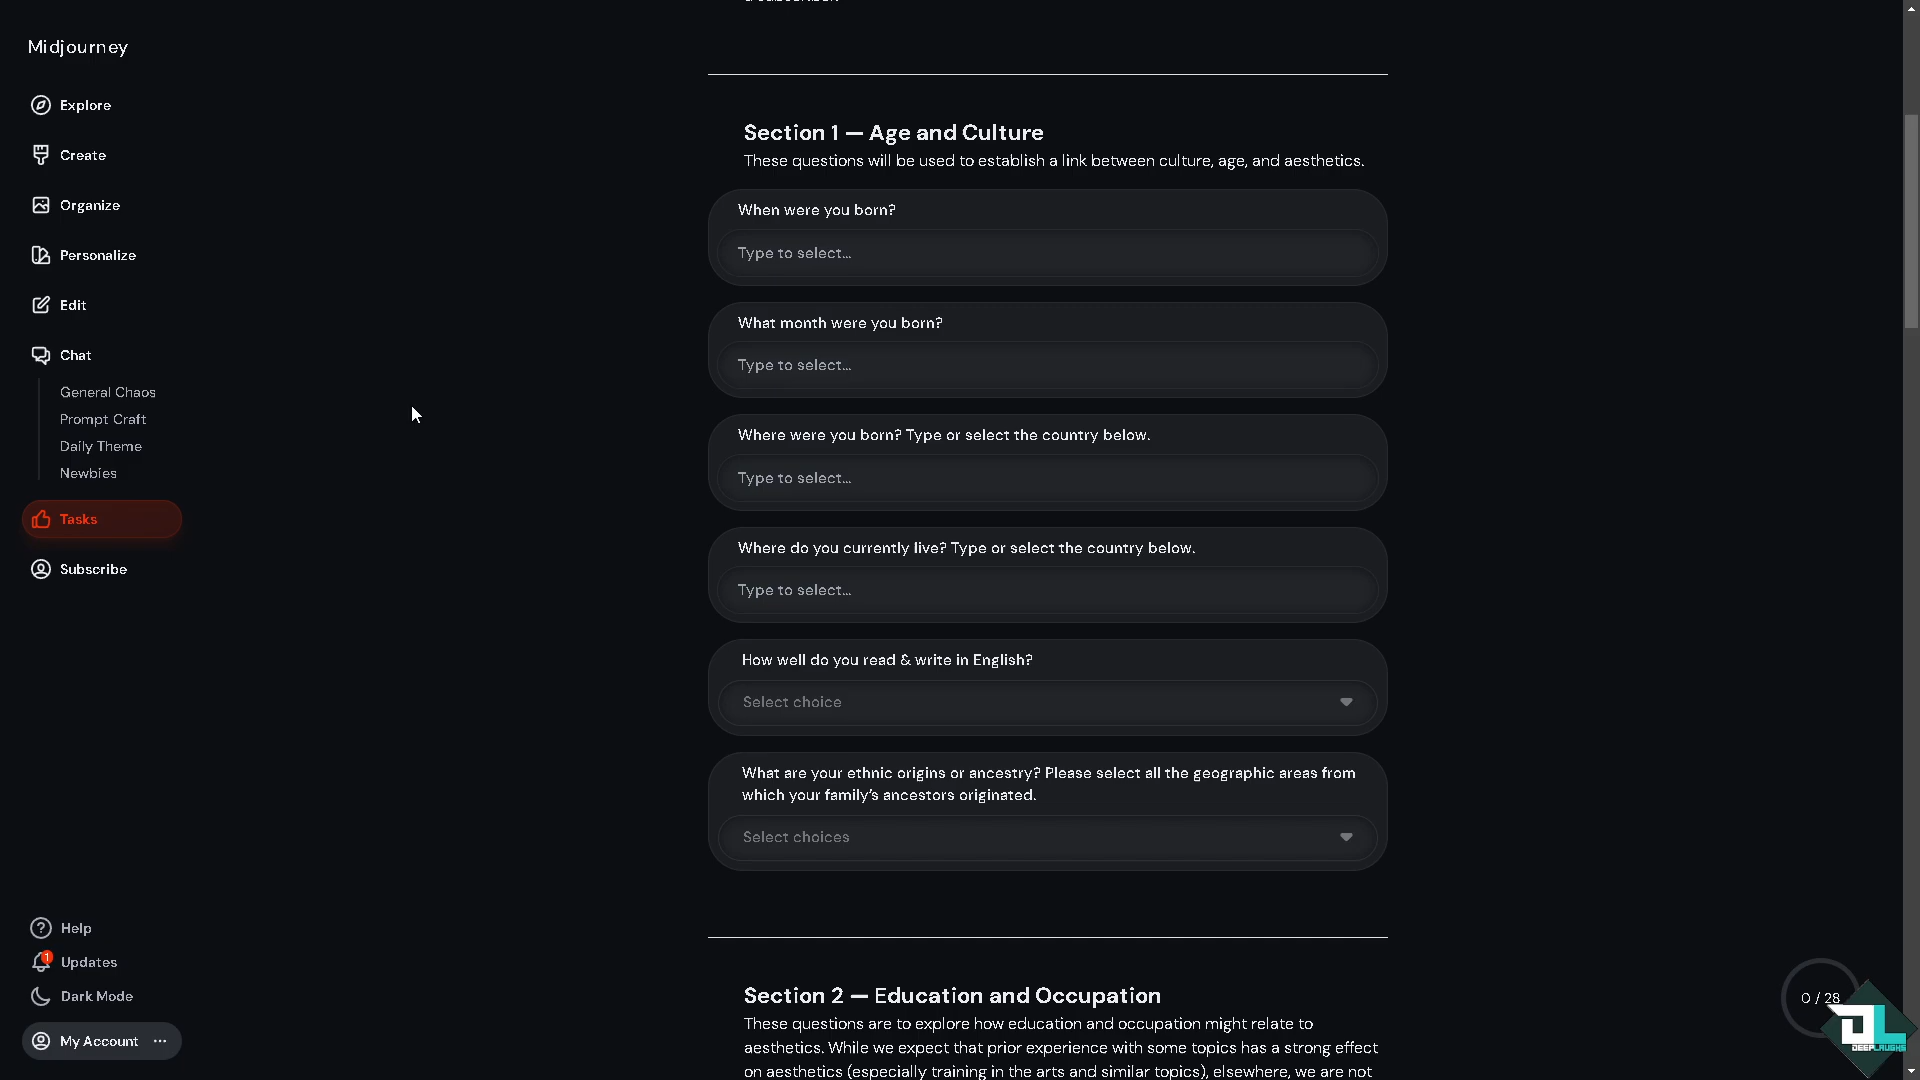 Midjourney
Explore
Create
Organize
Personalize
Edit
Chat
General Chaos
Prompt Craft
Daily Theme
Newbies
Tasks
Subscribe
Help
1
Updates
Dark Mode
My Account
Section 1 — Age and Culture
These questions will be used to establish a link between culture, age, and aesthetics.
When were you born?
Type to select...
What month were you born?
Type to select...
Where were you born? Type or select the country below.
Type to select...
Where do you currently live? Type or select the country below.
Type to select...
How well do you read & write in English?
Select choice
What are your ethnic origins or ancestry? Please select all the geographic areas from
which your family's ancestors originated.
Select choices
Section 2 — Education and Occupation
These questions are to explore how education and occupation might relate to
aesthetics. While we expect that prior experience with some topics has a strong effect
on aesthetics (especially training in the arts and similar topics), elsewhere, we are not
0 / 28
DL
DEEPLAUGHS